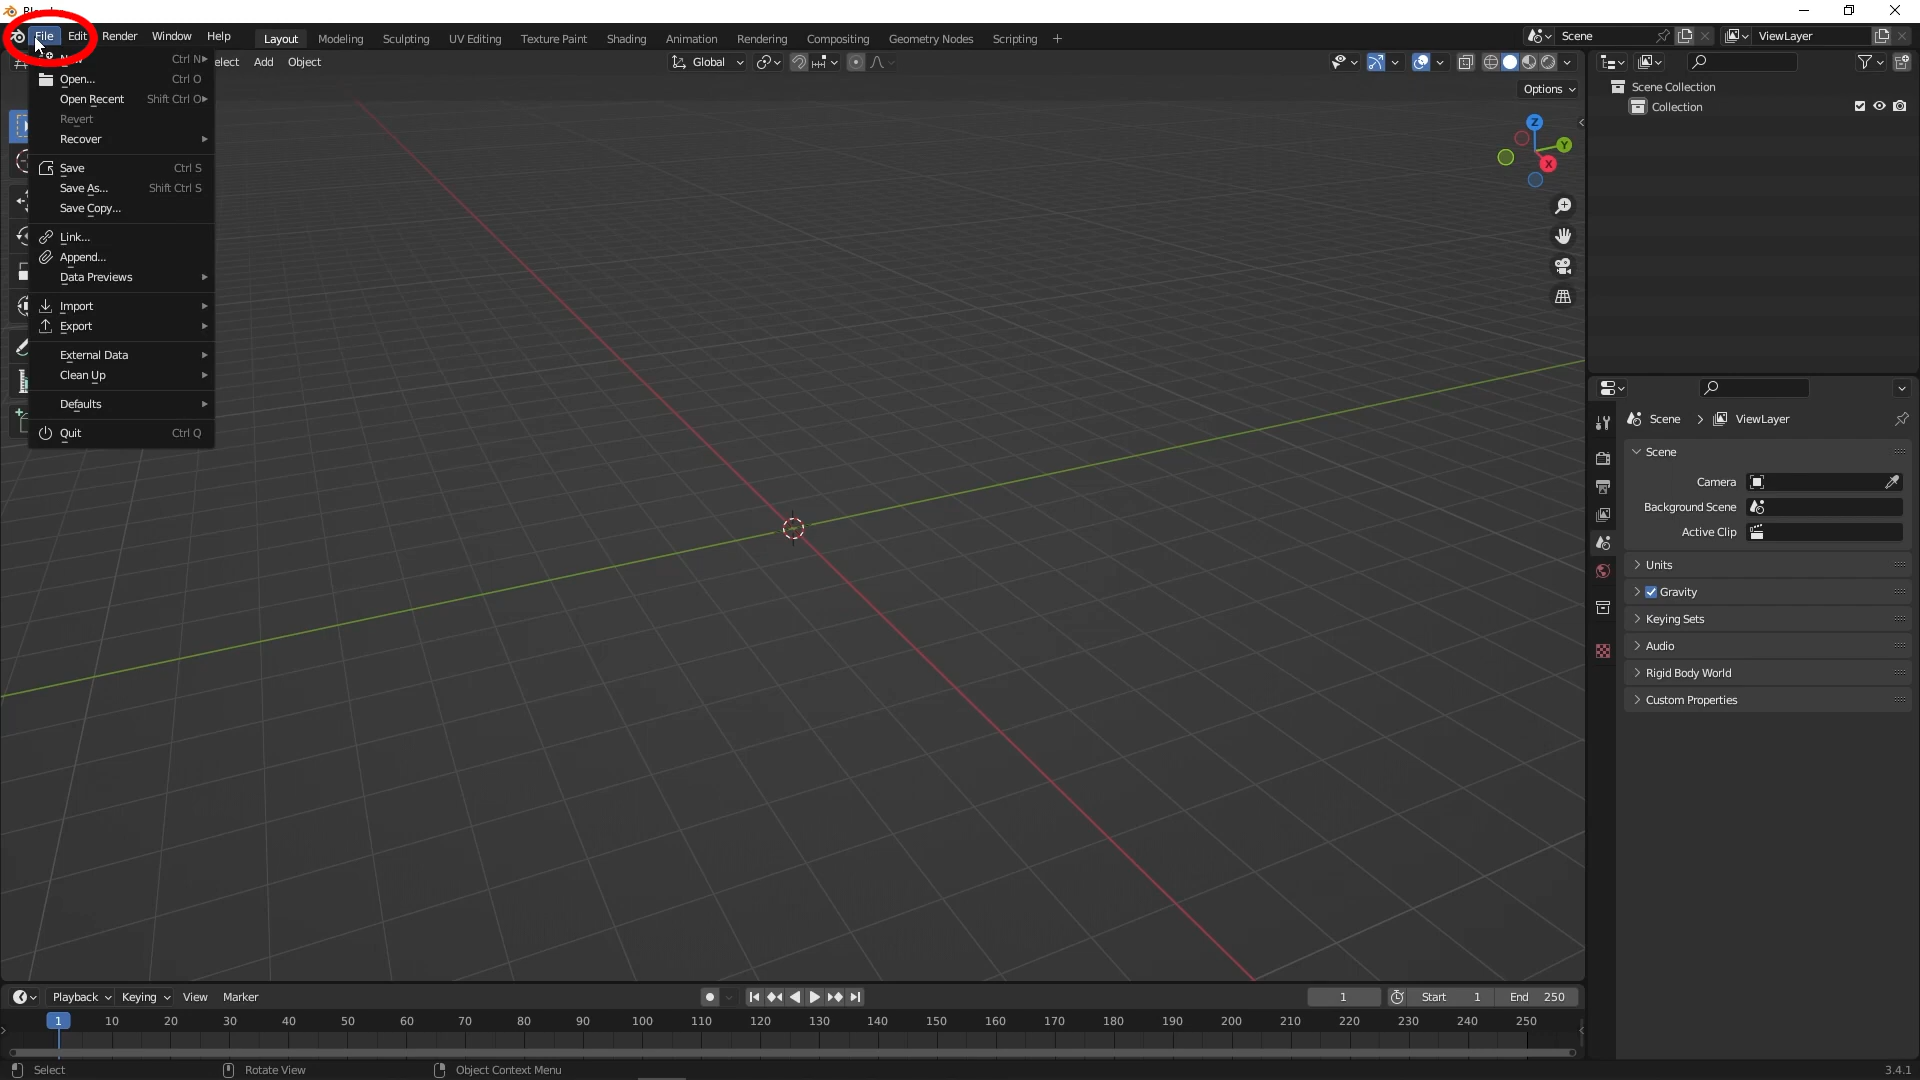 File Edit Render Window Help Layout Modeling Sculpting UV Editing Texture Paint Shading Animation Rendering Compositing Geometry Nodes Scripting + Scene ViewLayer
Ctrl N
Open... Ctrl O
Open Recent Shift Ctrl O
Revert
Recover
Save Ctrl S
Save As... Shift Ctrl S
Save Copy...
Link...
Append...
Data Previews
Import
Export
External Data
Clean Up
Defaults
Quit Ctrl Q
Add Object Global
Options
Z
Y
X
Scene Collection
Collection
Scene > ViewLayer
Scene
Camera
Background Scene
Active Clip
Units
Gravity
Keying Sets
Audio
Rigid Body World
Custom Properties
Playback Keying View Marker 1 Start 1 End 250
1 10 20 30 40 50 60 70 80 90 100 110 120 130 140 150 160 170 180 190 200 210 220 230 240 250
Select Rotate View Object Context Menu 3.4.1